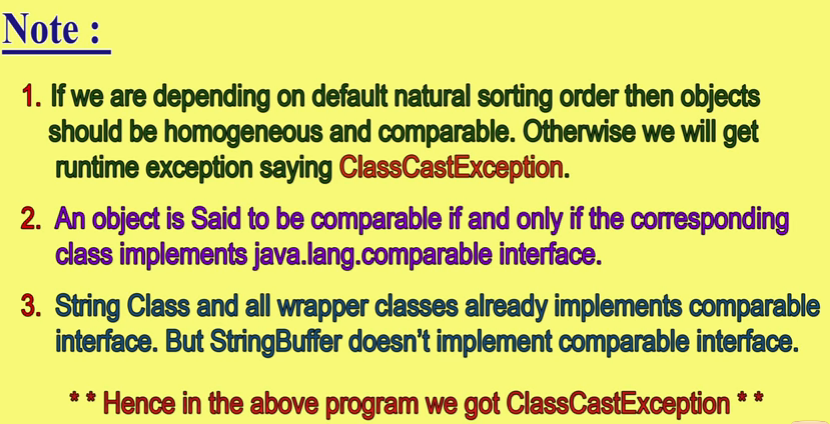 Note :
1. If we are depending on default natural sorting order then objects
should be homogeneous and comparable. Otherwise we will get
runtime exception saying ClassCastException.
2. An object is Said to be comparable if and only if the corresponding
class implements java.lang.comparable interface.
3. String Class and all wrapper classes already implements comparable
interface. But StringBuffer doesn't implement comparable interface.
* * Hence in the above program we got ClassCastException * *